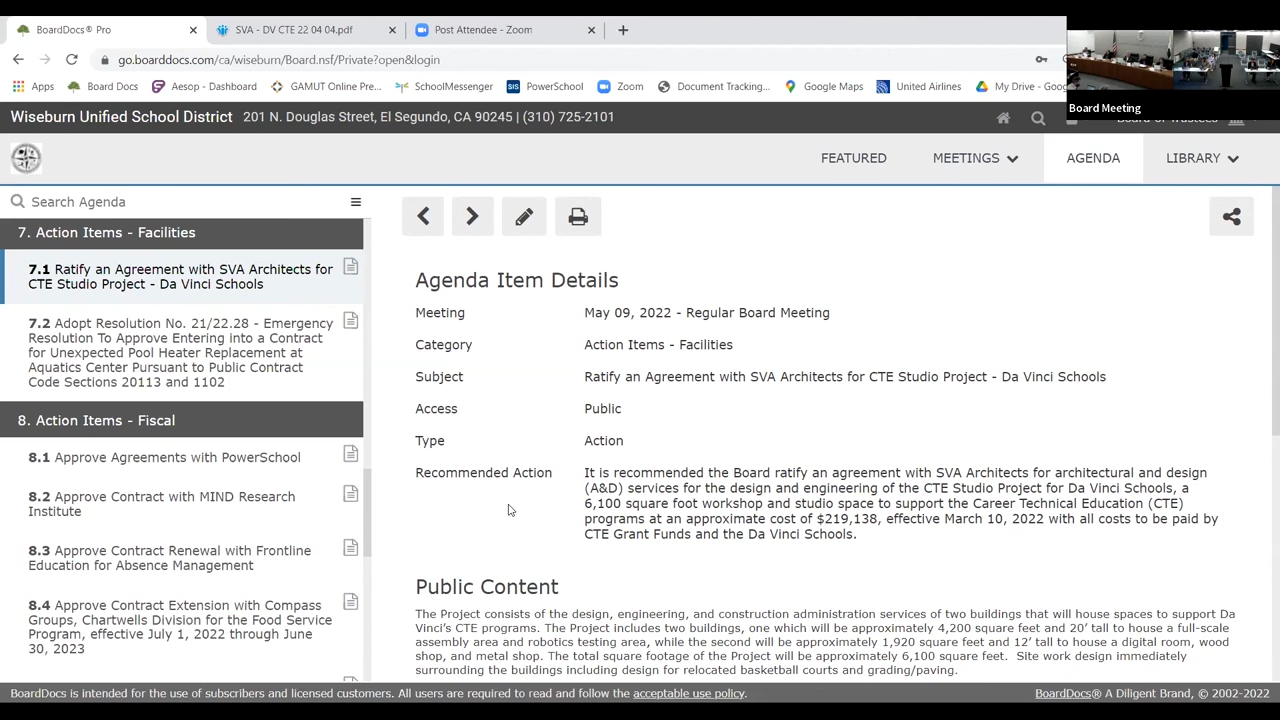 BoardDocs® Pro
SVA - DV CTE 22 04 04.pdf
Post Attendee - Zoom
go.boarddocs.com/ca/wiseburn/Board.nsf/Private?open&login
Apps
Board Docs
Aesop - Dashboard
GAMUT Online Pre...
SchoolMessenger
SIS
PowerSchool
Zoom
Document Tracking...
Google Maps
United Airlines
My Drive - Goo
Board Meeting
Wiseburn Unified School District 201 N. Douglas Street, El Segundo, CA 90245 | (310) 725-2101
Board of Trustees
FEATURED
MEETINGS
AGENDA
LIBRARY
Search Agenda
7. Action Items - Facilities
7.1 Ratify an Agreement with SVA Architects for
CTE Studio Project - Da Vinci Schools
7.2 Adopt Resolution No. 21/22.28 - Emergency
Resolution To Approve Entering into a Contract
for Unexpected Pool Heater Replacement at
Aquatics Center Pursuant to Public Contract
Code Sections 20113 and 1102
8. Action Items - Fiscal
8.1 Approve Agreements with PowerSchool
8.2 Approve Contract with MIND Research
Institute
8.3 Approve Contract Renewal with Frontline
Education for Absence Management
8.4 Approve Contract Extension with Compass
Groups, Chartwells Division for the Food Service
Program, effective July 1, 2022 through June
30, 2023
Agenda Item Details
Meeting May 09, 2022 - Regular Board Meeting
Category Action Items - Facilities
Subject Ratify an Agreement with SVA Architects for CTE Studio Project - Da Vinci Schools
Access Public
Type Action
Recommended Action It is recommended the Board ratify an agreement with SVA Architects for architectural and design
(A&D) services for the design and engineering of the CTE Studio Project for Da Vinci Schools, a
6,100 square foot workshop and studio space to support the Career Technical Education (CTE)
programs at an approximate cost of $219,138, effective March 10, 2022 with all costs to be paid by
CTE Grant Funds and the Da Vinci Schools.
Public Content
The Project consists of the design, engineering, and construction administration services of two buildings that will house spaces to support Da
Vinci's CTE programs. The Project includes two buildings, one which will be approximately 4,200 square feet and 20' tall to house a full-scale
assembly area and robotics testing area, while the second will be approximately 1,920 square feet and 12' tall to house a digital room, wood
shop, and metal shop. The total square footage of the Project will be approximately 6,100 square feet. Site work design immediately
surrounding the buildings including design for relocated basketball courts and grading/paving.
BoardDocs is intended for the use of subscribers and licensed customers. All users are required to read and follow the acceptable use policy.
BoardDocs® A Diligent Brand, © 2002-2022